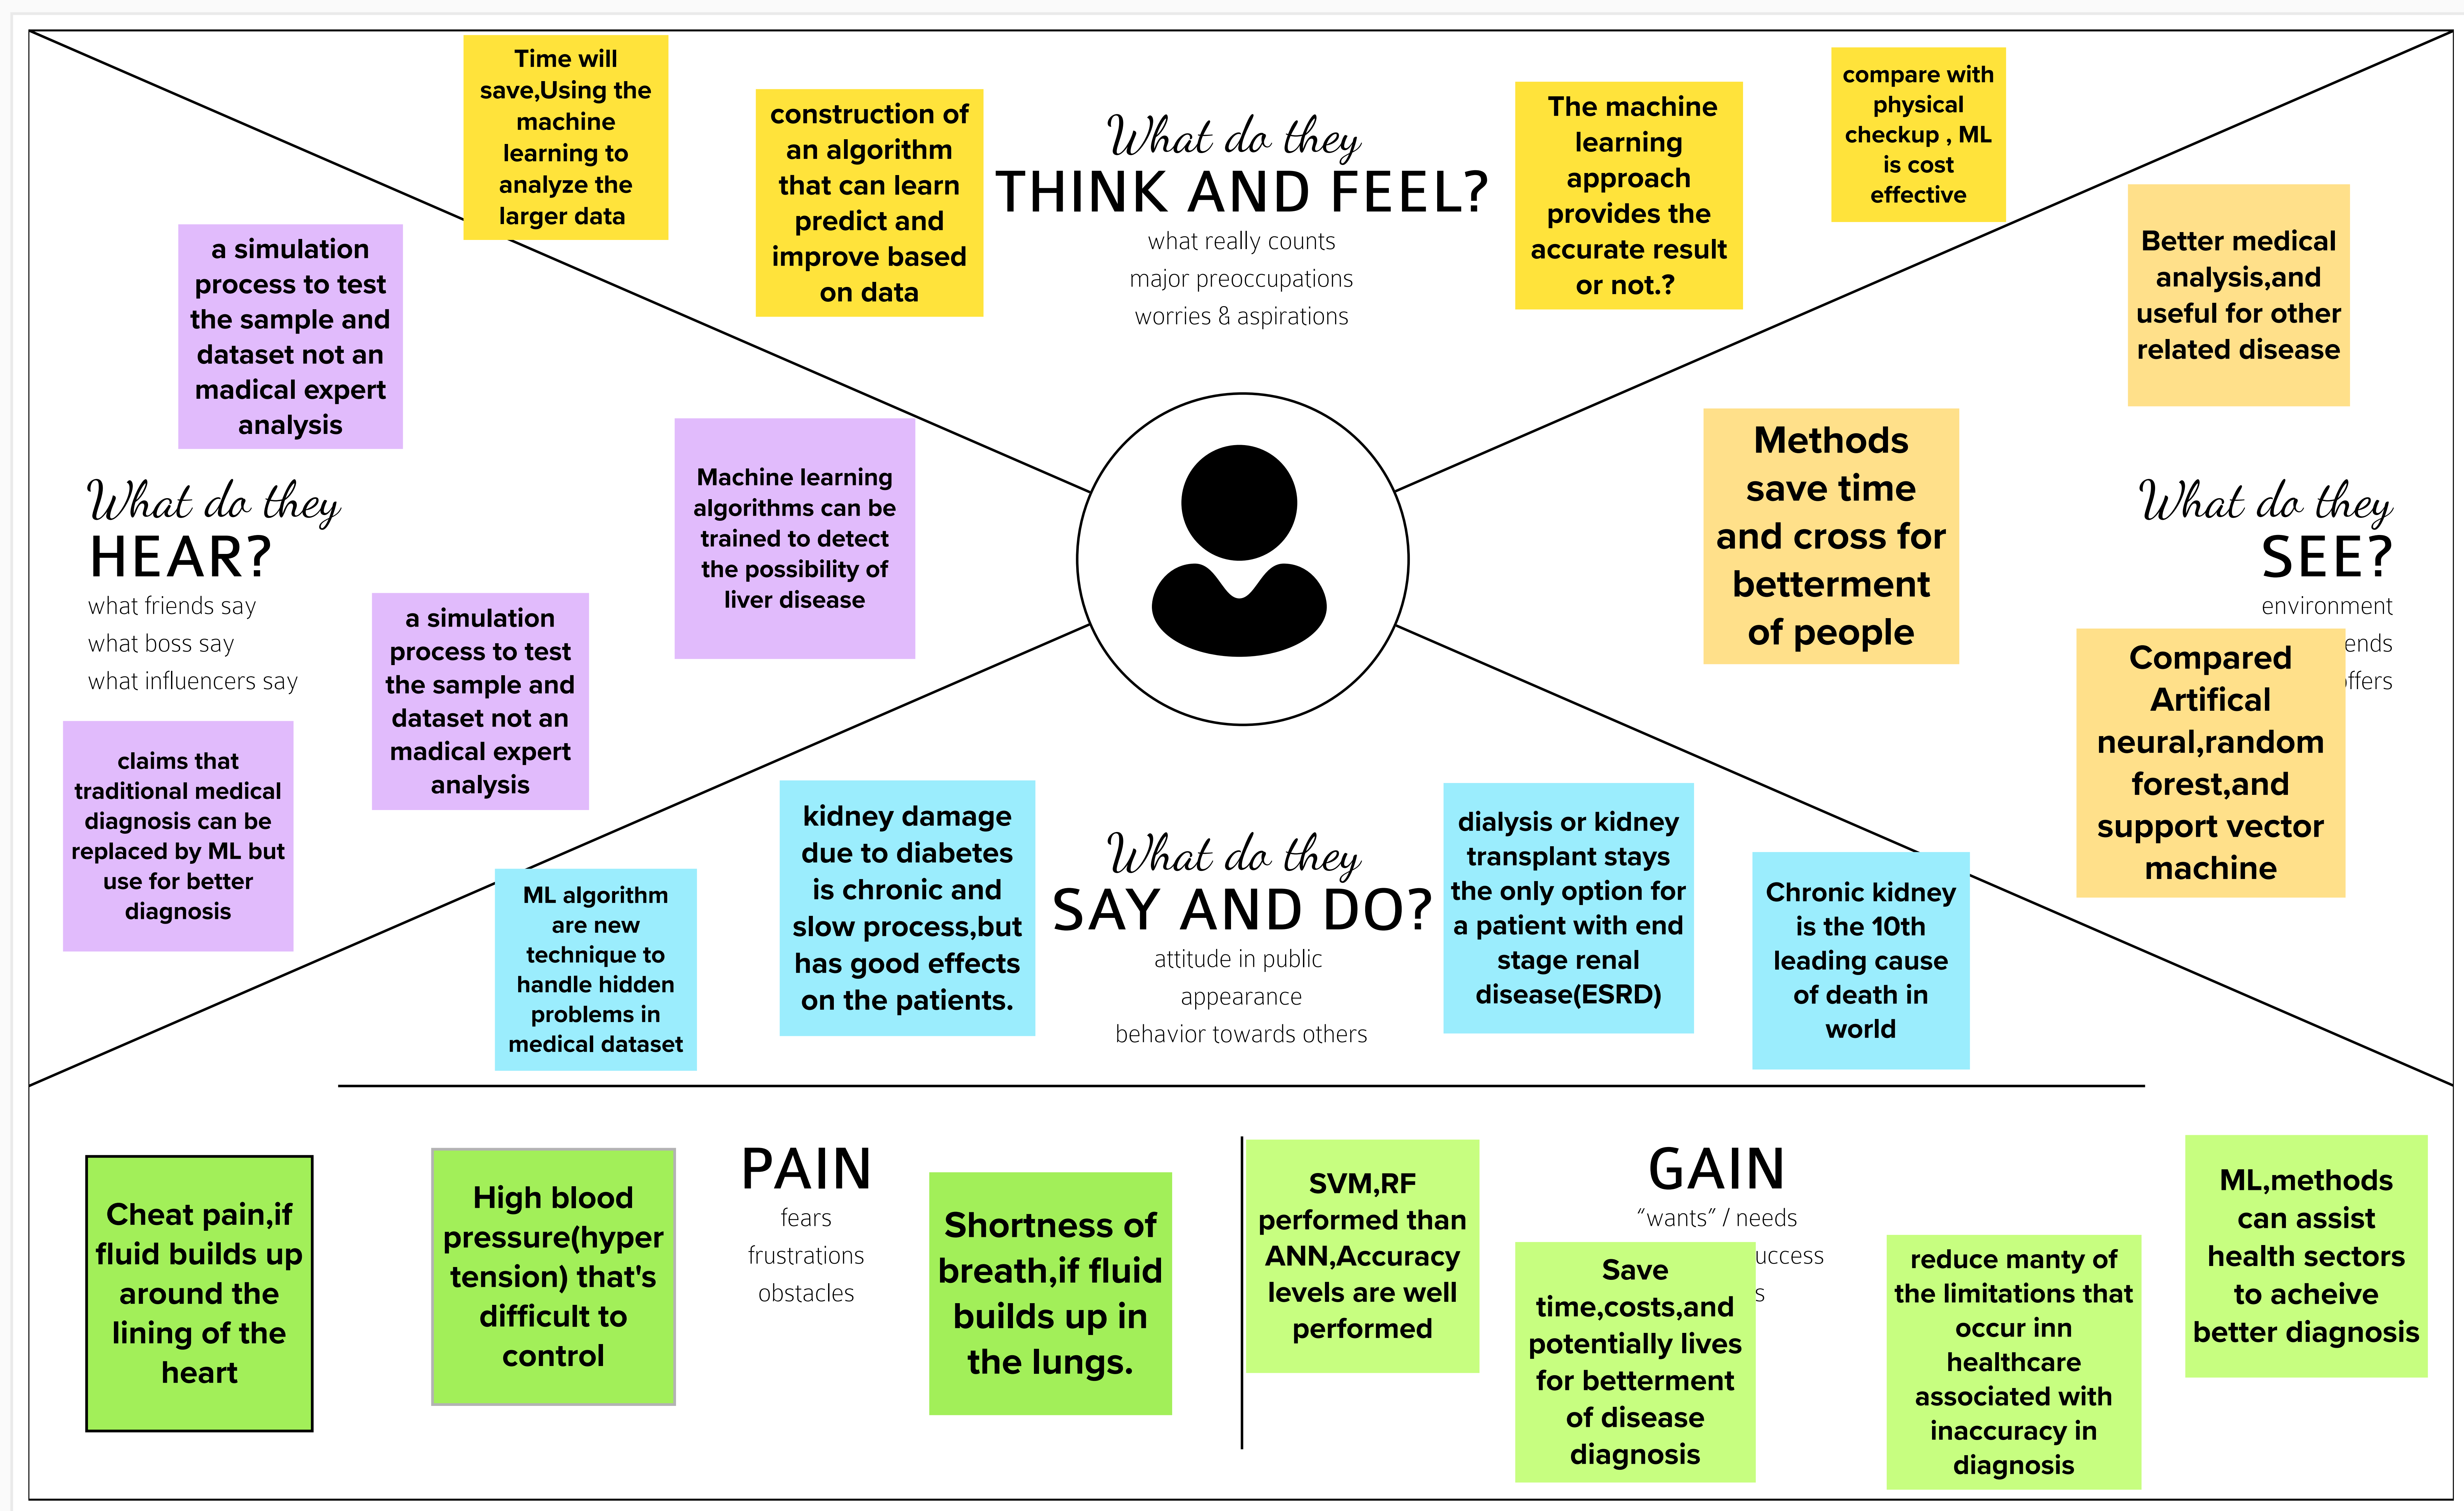 Time will
save,Using the
machine
learning to
analyze the
larger data
construction of
an algorithm
that can learn
predict and
improve based
on data
What do they
THINK AND FEEL?
what really counts
major preoccupations
worries & aspirations
The machine
learning
approach
provides the
accurate result
or not.?
compare with
physical
checkup , ML
is cost
effective
a simulation
process to test
the sample and
dataset not an
madical expert
analysis
What do they
HEAR?
what friends say
what boss say
what influencers say
Machine learning
algorithms can be
trained to detect
the possibility of
liver disease
a simulation
process to test
the sample and
dataset not an
madical expert
analysis
claims that
traditional medical
diagnosis can be
replaced by ML but
use for better
diagnosis
Better medical
analysis,and
useful for other
related disease
Methods
save time
and cross for
betterment
of people
What do they
SEE?
environment
ends
offers
Compared
Artifical
neural,random
forest,and
support vector
machine
ML algorithm
are new
technique to
handle hidden
problems in
medical dataset
kidney damage
due to diabetes
is chronic and
slow process,but
has good effects
on the patients.
What do they
SAY AND DO?
attitude in public
appearance
behavior towards others
dialysis or kidney
transplant stays
the only option for
a patient with end
stage renal
disease(ESRD)
Chronic kidney
is the 10th
leading cause
of death in
world
Cheat pain,if
fluid builds up
around the
lining of the
heart
High blood
pressure(hyper
tension) that's
difficult to
control
PAIN
fears
frustrations
obstacles
Shortness of
breath,if fluid
builds up in
the lungs.
SVM,RF
performed than
ANN,Accuracy
levels are well
performed
GAIN
"wants" / needs
uccess
s
Save
time,costs,and
potentially lives
for betterment
of disease
diagnosis
reduce manty of
the limitations that
occur inn
healthcare
associated with
inaccuracy in
diagnosis
ML,methods
can assist
health sectors
to acheive
better diagnosis